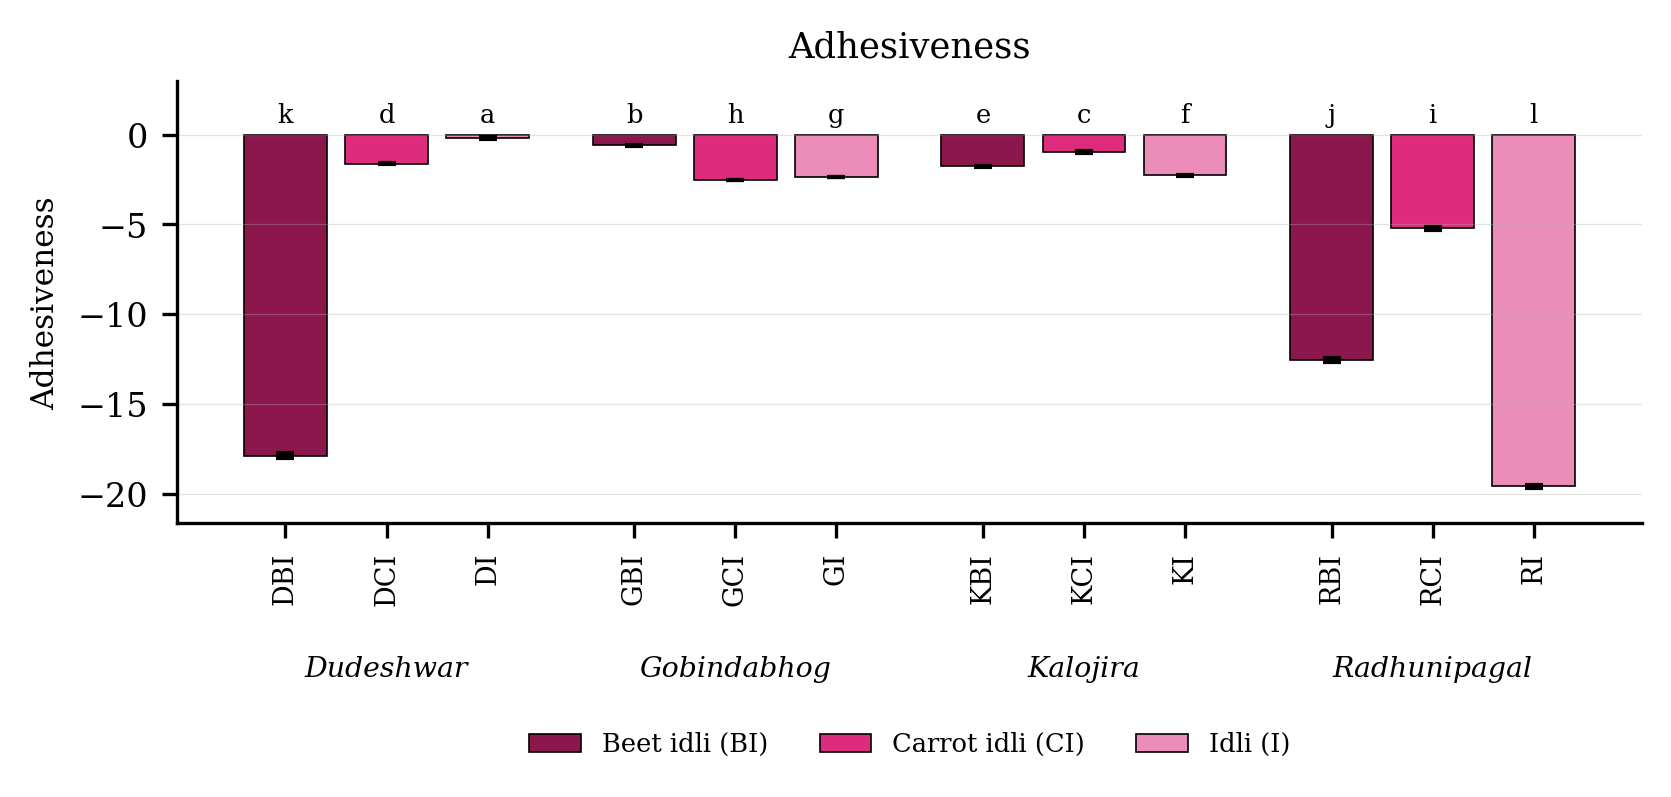 Adhesiveness
k d a b h g e c f j i l
0
−5
−10
−15
−20
Adhesiveness
DBI DCI DI GBI GCI GI KBI KCI KI RBI RCI RI
Dudeshwar Gobindabhog Kalojira Radhunipagal
Beet idli (BI) Carrot idli (CI) Idli (I)